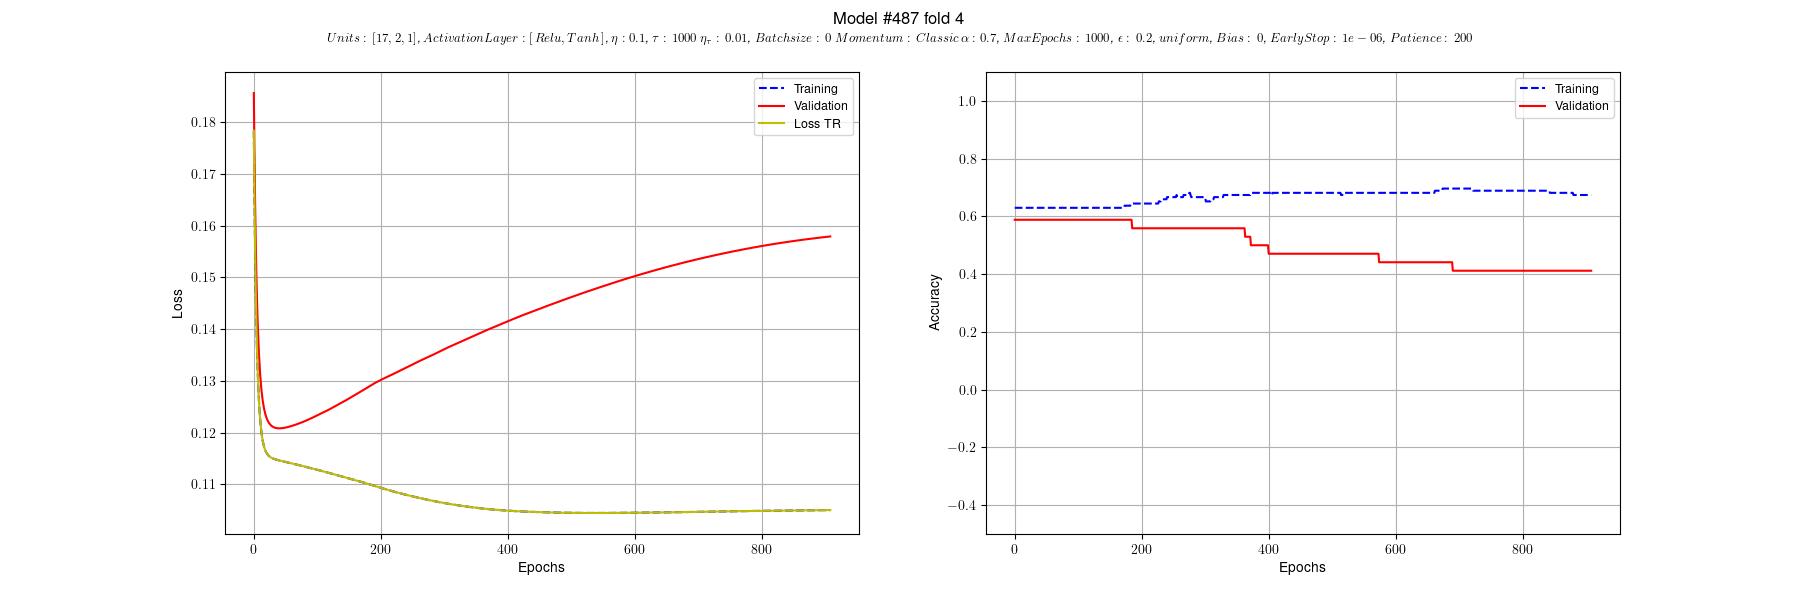 Model #487 fold 4
Units : [17, 2, 1], ActivationLayer : [ Relu, Tanh], η : 0.1, τ : 1000 ητ : 0.01, Batchsize : 0 Momentum : Classic α : 0.7, MaxEpochs : 1000, ϵ : 0.2, uniform, Bias : 0, EarlyStop : 1e − 06, Patience : 200
Training
Validation
Loss TR
0.18
0.17
0.16
0.15
0.14
0.13
0.12
0.11
Loss
0 200 400 600 800
Epochs
Training
Validation
1.0
0.8
0.6
0.4
0.2
0.0
−0.2
−0.4
Accuracy
0 200 400 600 800
Epochs